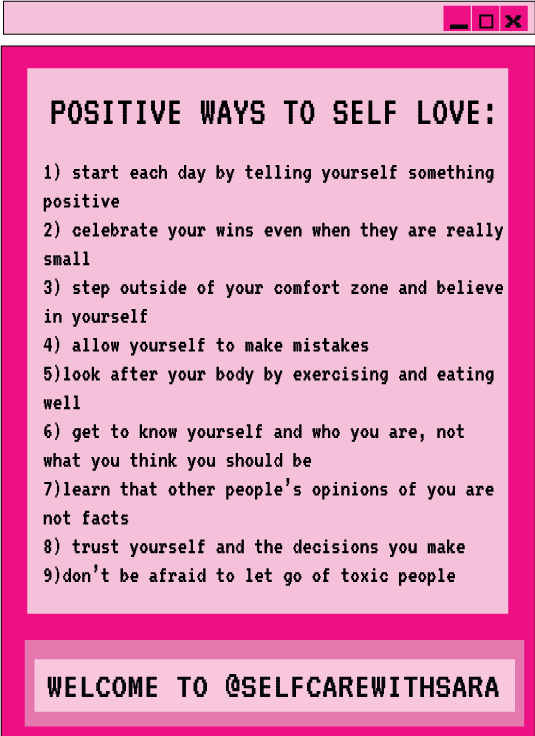 POSITIVE WAYS TO SELF LOVE:
1) start each day by telling yourself something
positive
2) celebrate your wins even when they are really
small
3) step outside of your comfort zone and believe
in yourself
4) allow yourself to make mistakes
5)look after your body by exercising and eating
well
6) get to know yourself and who you are, not
what you think you should be
7)learn that other people's opinions of you are
not facts
8) trust yourself and the decisions you make
9)don't be afraid to let go of toxic people
WELCOME TO @SELFCAREWITHSARA